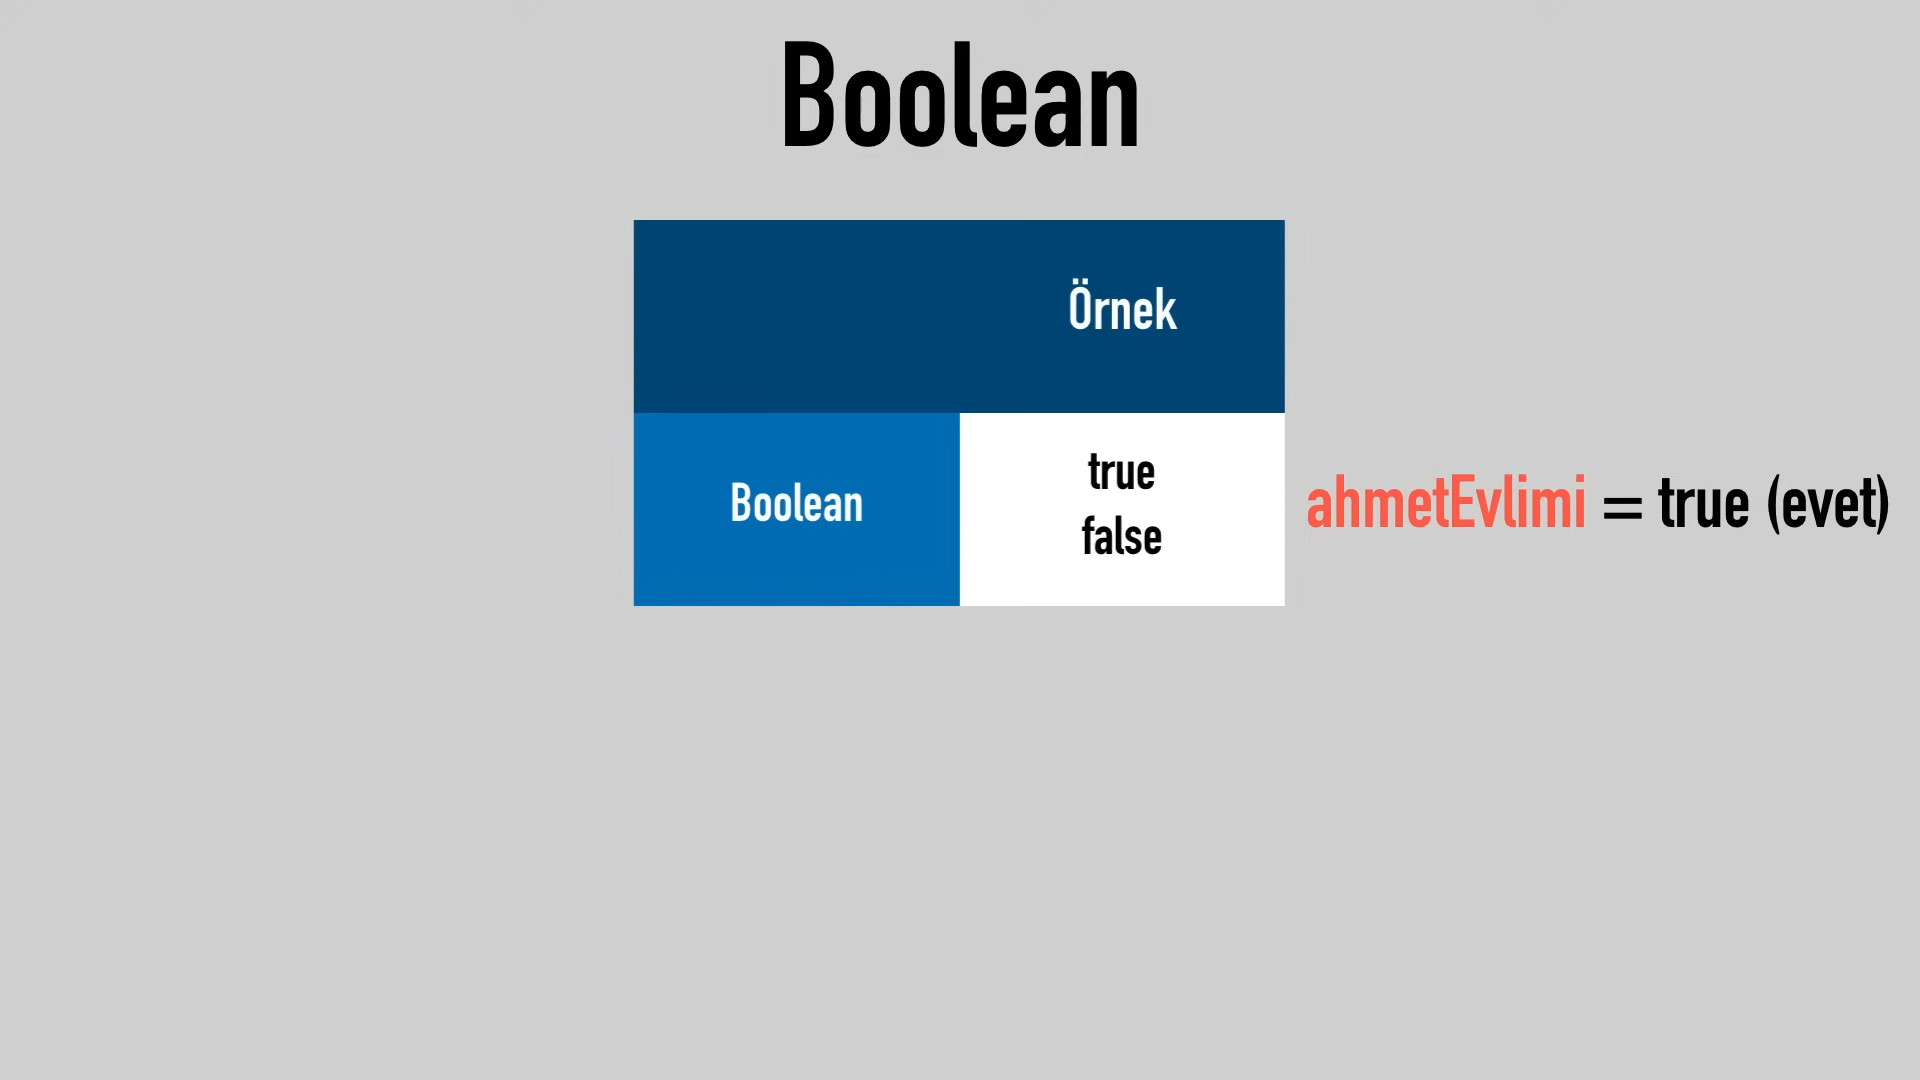 Boolean
Örnek
Boolean
true
false
ahmetEvlimi = true (evet)